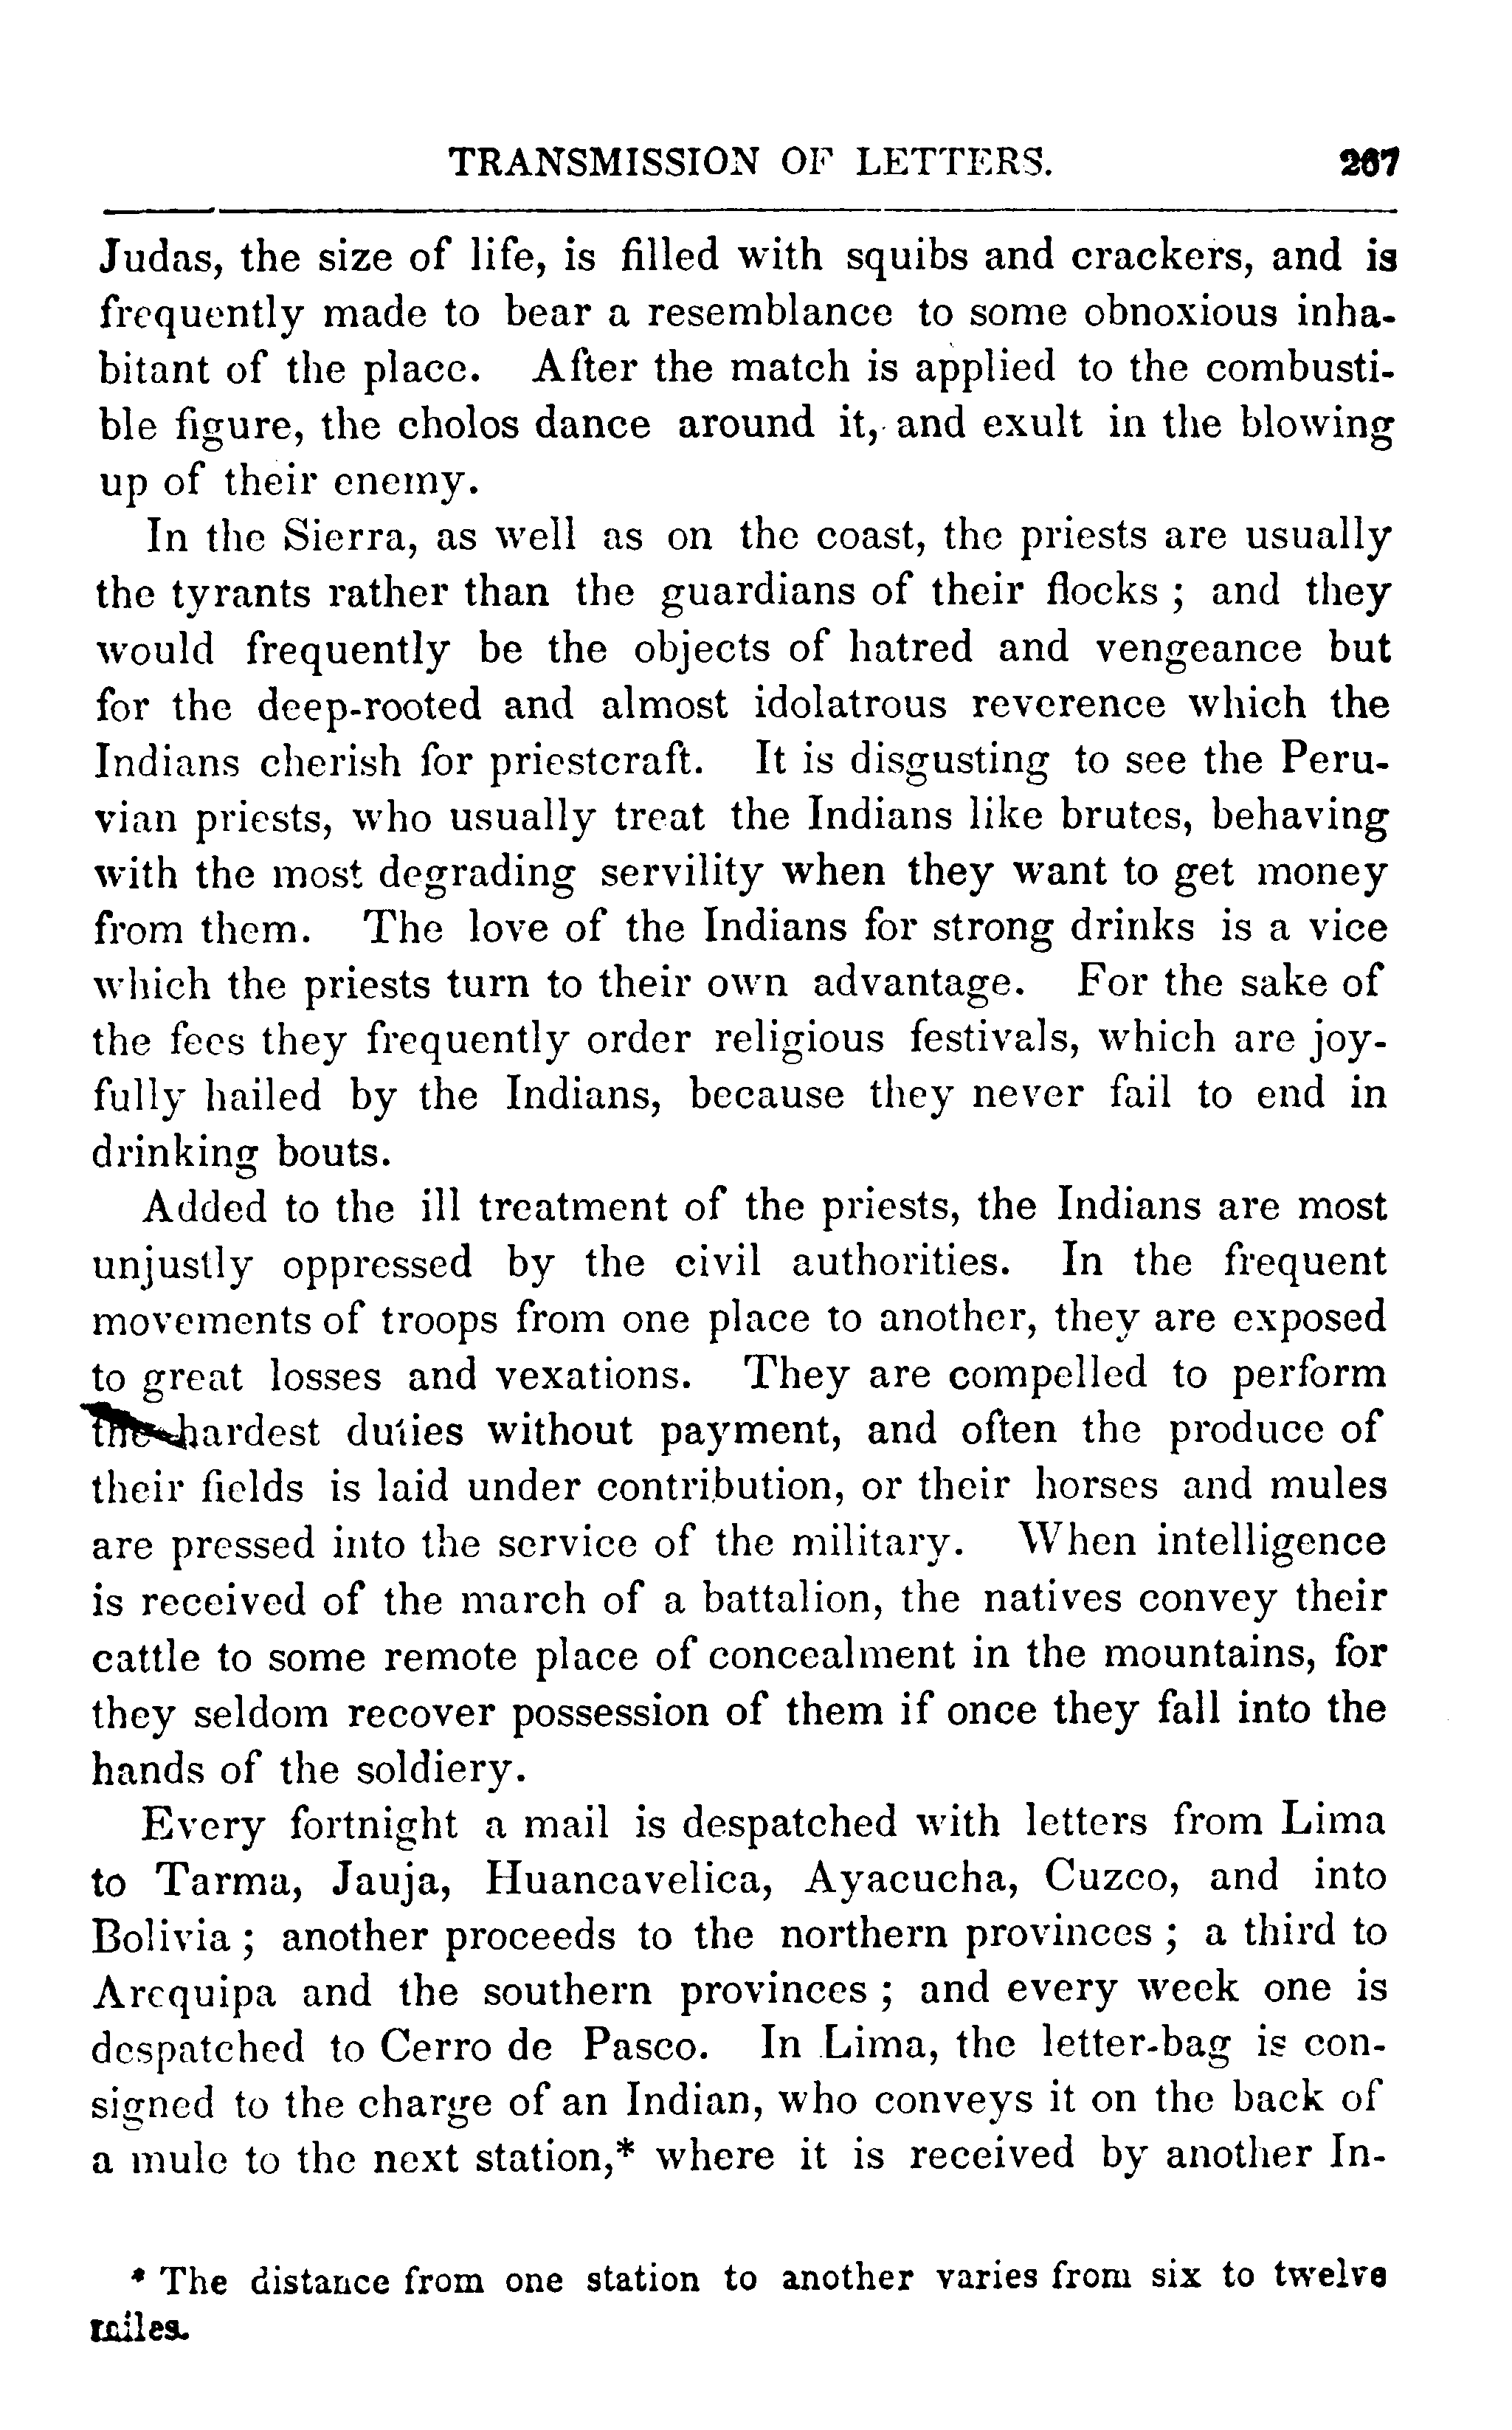 TRANSMISSION OF LETTERS. 267
Judas, the size of life, is filled with squibs and crackers, and is
frequently made to bear a resemblance to some obnoxious inha-
bitant of the place. After the match is applied to the combusti-
ble figure, the cholos dance around it, and exult in the blowing
up of their enemy.
In the Sierra, as well as on the coast, the priests are usually
the tyrants rather than the guardians of their flocks ; and they
would frequently be the objects of hatred and vengeance but
for the deep-rooted and almost idolatrous reverence which the
Indians cherish for priestcraft. It is disgusting to see the Peru-
vian priests, who usually treat the Indians like brutes, behaving
with the most degrading servility when they want to get money
from them. The love of the Indians for strong drinks is a vice
which the priests turn to their own advantage. For the sake of
the fees they frequently order religious festivals, which are joy-
fully hailed by the Indians, because they never fail to end in
drinking bouts.
Added to the ill treatment of the priests, the Indians are most
unjustly oppressed by the civil authorities. In the frequent
movements of troops from one place to another, they are exposed
to great losses and vexations. They are compelled to perform
the hardest duties without payment, and often the produce of
their fields is laid under contribution, or their horses and mules
are pressed into the service of the military. When intelligence
is received of the march of a battalion, the natives convey their
cattle to some remote place of concealment in the mountains, for
they seldom recover possession of them if once they fall into the
hands of the soldiery.
Every fortnight a mail is despatched with letters from Lima
to Tarma, Jauja, Huancavelica, Ayacucha, Cuzco, and into
Bolivia ; another proceeds to the northern provinces ; a third to
Arequipa and the southern provinces ; and every week one is
despatched to Cerro de Pasco. In Lima, the letter-bag is con-
signed to the charge of an Indian, who conveys it on the back of
a mule to the next station,* where it is received by another In-
* The distance from one station to another varies from six to twelve
miles.